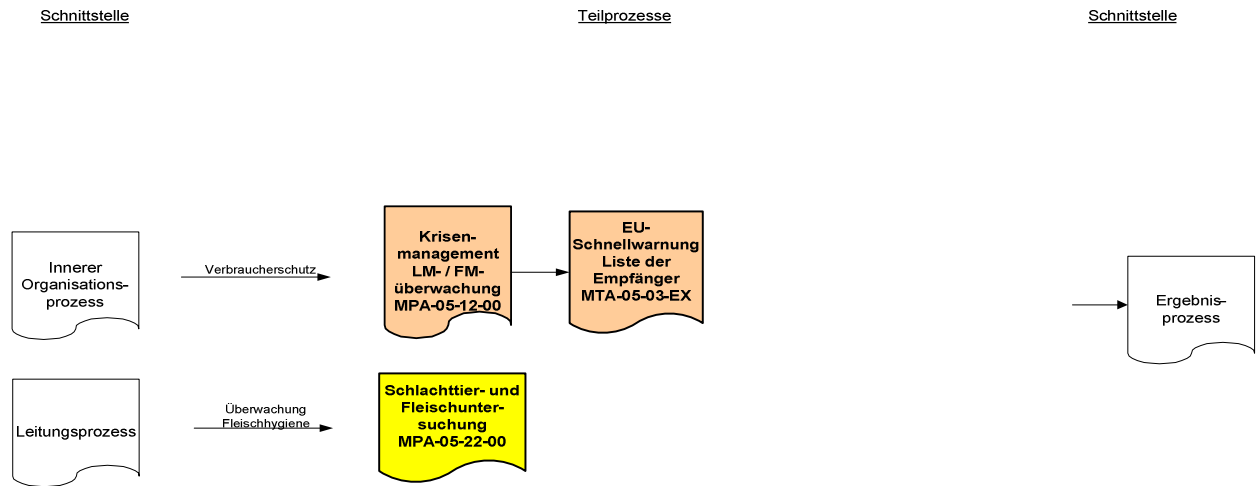 Schnittstelle
Teilprozesse
Schnittstelle
Innerer
Organisations-
prozess
Verbraucherschutz
Krisen-
management
LM- / FM-
überwachung
MPA-05-12-00
EU-
Schnellwarnung
Liste der
Empfänger
MTA-05-03-EX
Ergebnis-
prozess
Leitungsprozess
Überwachung
Fleischhygiene
Schlachttier- und
Fleischunter-
suchung
MPA-05-22-00